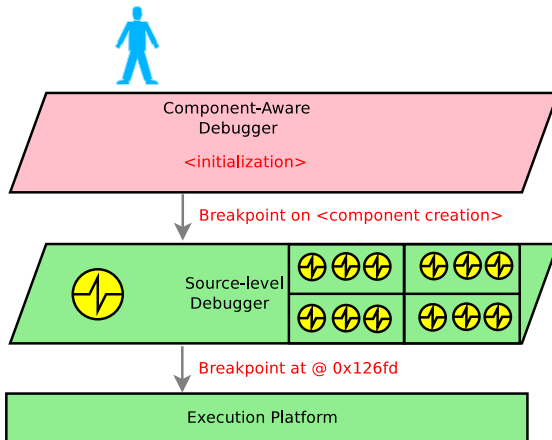 Component-Aware
Debugger
<initialization>
Breakpoint on <component creation>
Source-level
Debugger
Breakpoint at @ 0x126fd
Execution Platform